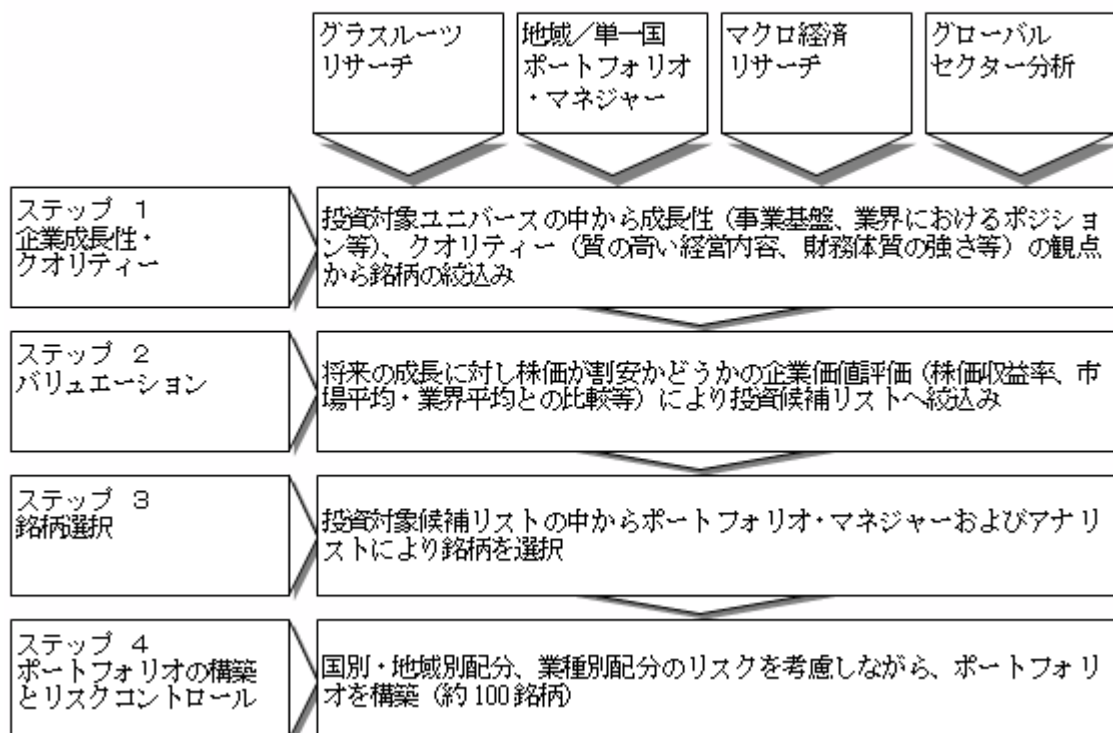 グラスルーツ
リサーチ
地域／単一国
ポートフォリオ
・マネジャー
マクロ経済
リサーチ
グローバル
セクター分析
ステップ １
企業成長性・
クオリティー
投資対象ユニバースの中から成長性（事業基盤、業界におけるポジショ
ン等）、クオリティー（質の高い経営内容、財務体質の強さ等）の観点
から銘柄の絞込み
ステップ ２
バリュエーション
将来の成長に対し株価が割安かどうかの企業価値評価（株価収益率、市
場平均・業界平均との比較等）により投資候補リストへ絞込み
ステップ ３
銘柄選択
投資対象候補リストの中からポートフォリオ・マネジャーおよびアナリ
ストにより銘柄を選択
ステップ ４
ポートフォリオの構築
とリスクコントロール
国別・地域別配分、業種別配分のリスクを考慮しながら、ポートフォリ
オを構築（約100銘柄）